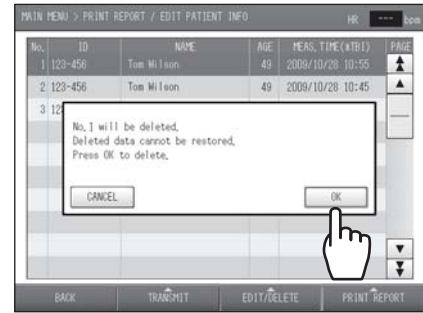 MAIN MENU > PRINT REPORT / EDIT PATIENT INFO HR --- bpm
No. ID NAME AGE MEAS. TIME(*TB1) PAGE
1 123-456 Tom Wilson 49 2009/10/28 10:55
2 123-456 Tom Wilson 49 2009/10/28 10:45
3 12
No. 1 will be deleted.
Deleted data cannot be restored.
Press OK to delete.
CANCEL OK
BACK TRANSMIT EDIT/DELETE PRINT REPORT